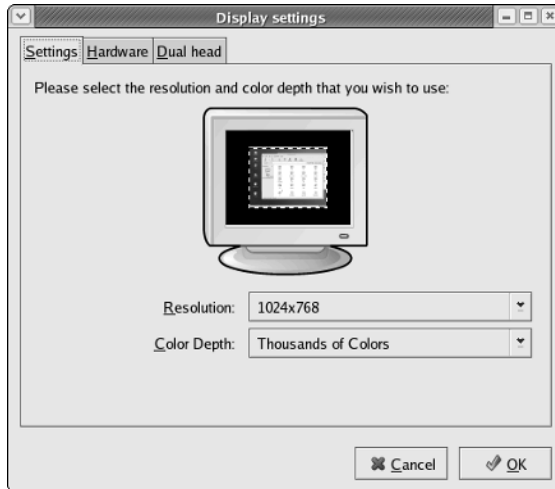 Display settings
Settings Hardware Dual head
Please select the resolution and color depth that you wish to use:
Resolution: 1024x768
Color Depth: Thousands of Colors
Cancel OK